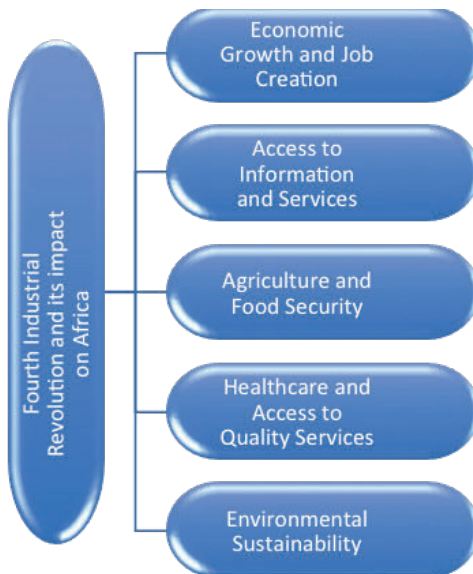 Fourth Industrial
Revolution and its impact
on Africa
Economic
Growth and Job
Creation
Access to
Information
and Services
Agriculture and
Food Security
Healthcare and
Access to
Quality Services
Environmental
Sustainability